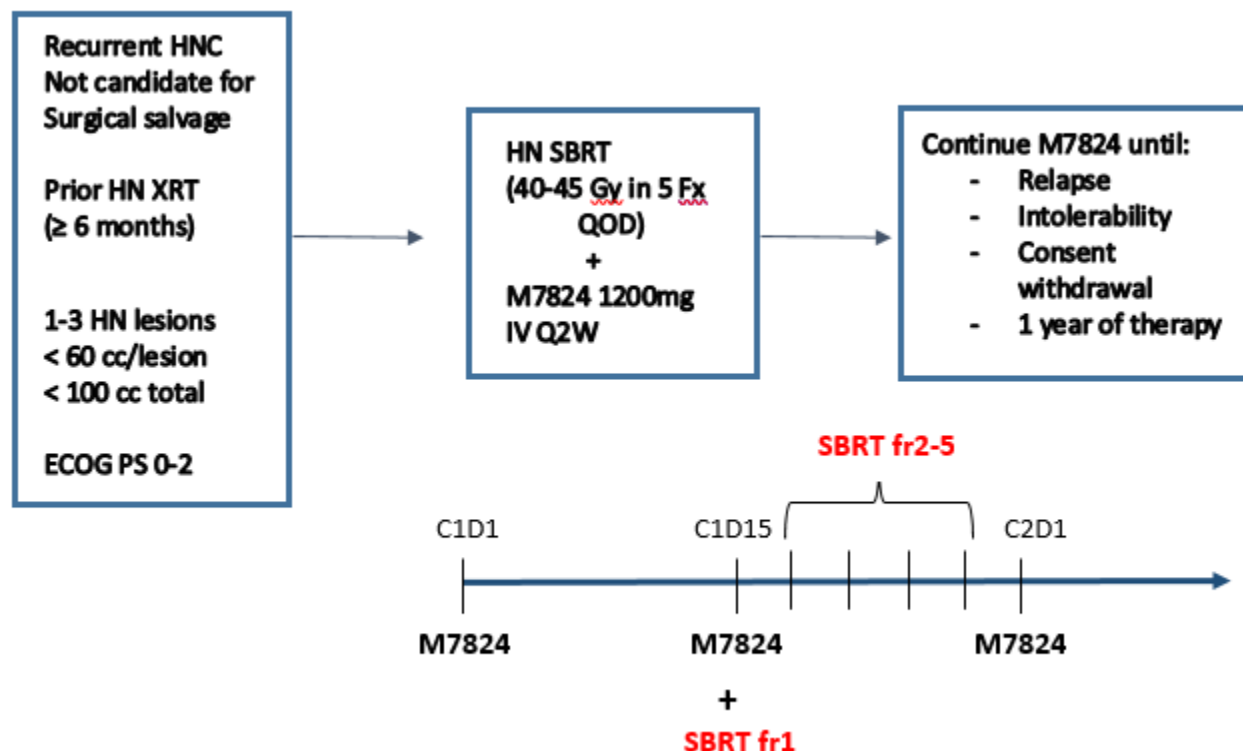 Recurrent HNC
Not candidate for
Surgical salvage
Prior HN XRT
(≥ 6 months)
1-3 HN lesions
< 60 cc/lesion
< 100 cc total
ECOG PS 0-2
HN SBRT
(40-45 Gy in 5 Fx
QOD)
+
M7824 1200mg
IV Q2W
Continue M7824 until:
- Relapse
- Intolerability
- Consent
withdrawal
- 1 year of therapy
SBRT fr2-5
C1D1
C1D15
C2D1
M7824
M7824
M7824
+
SBRT fr1